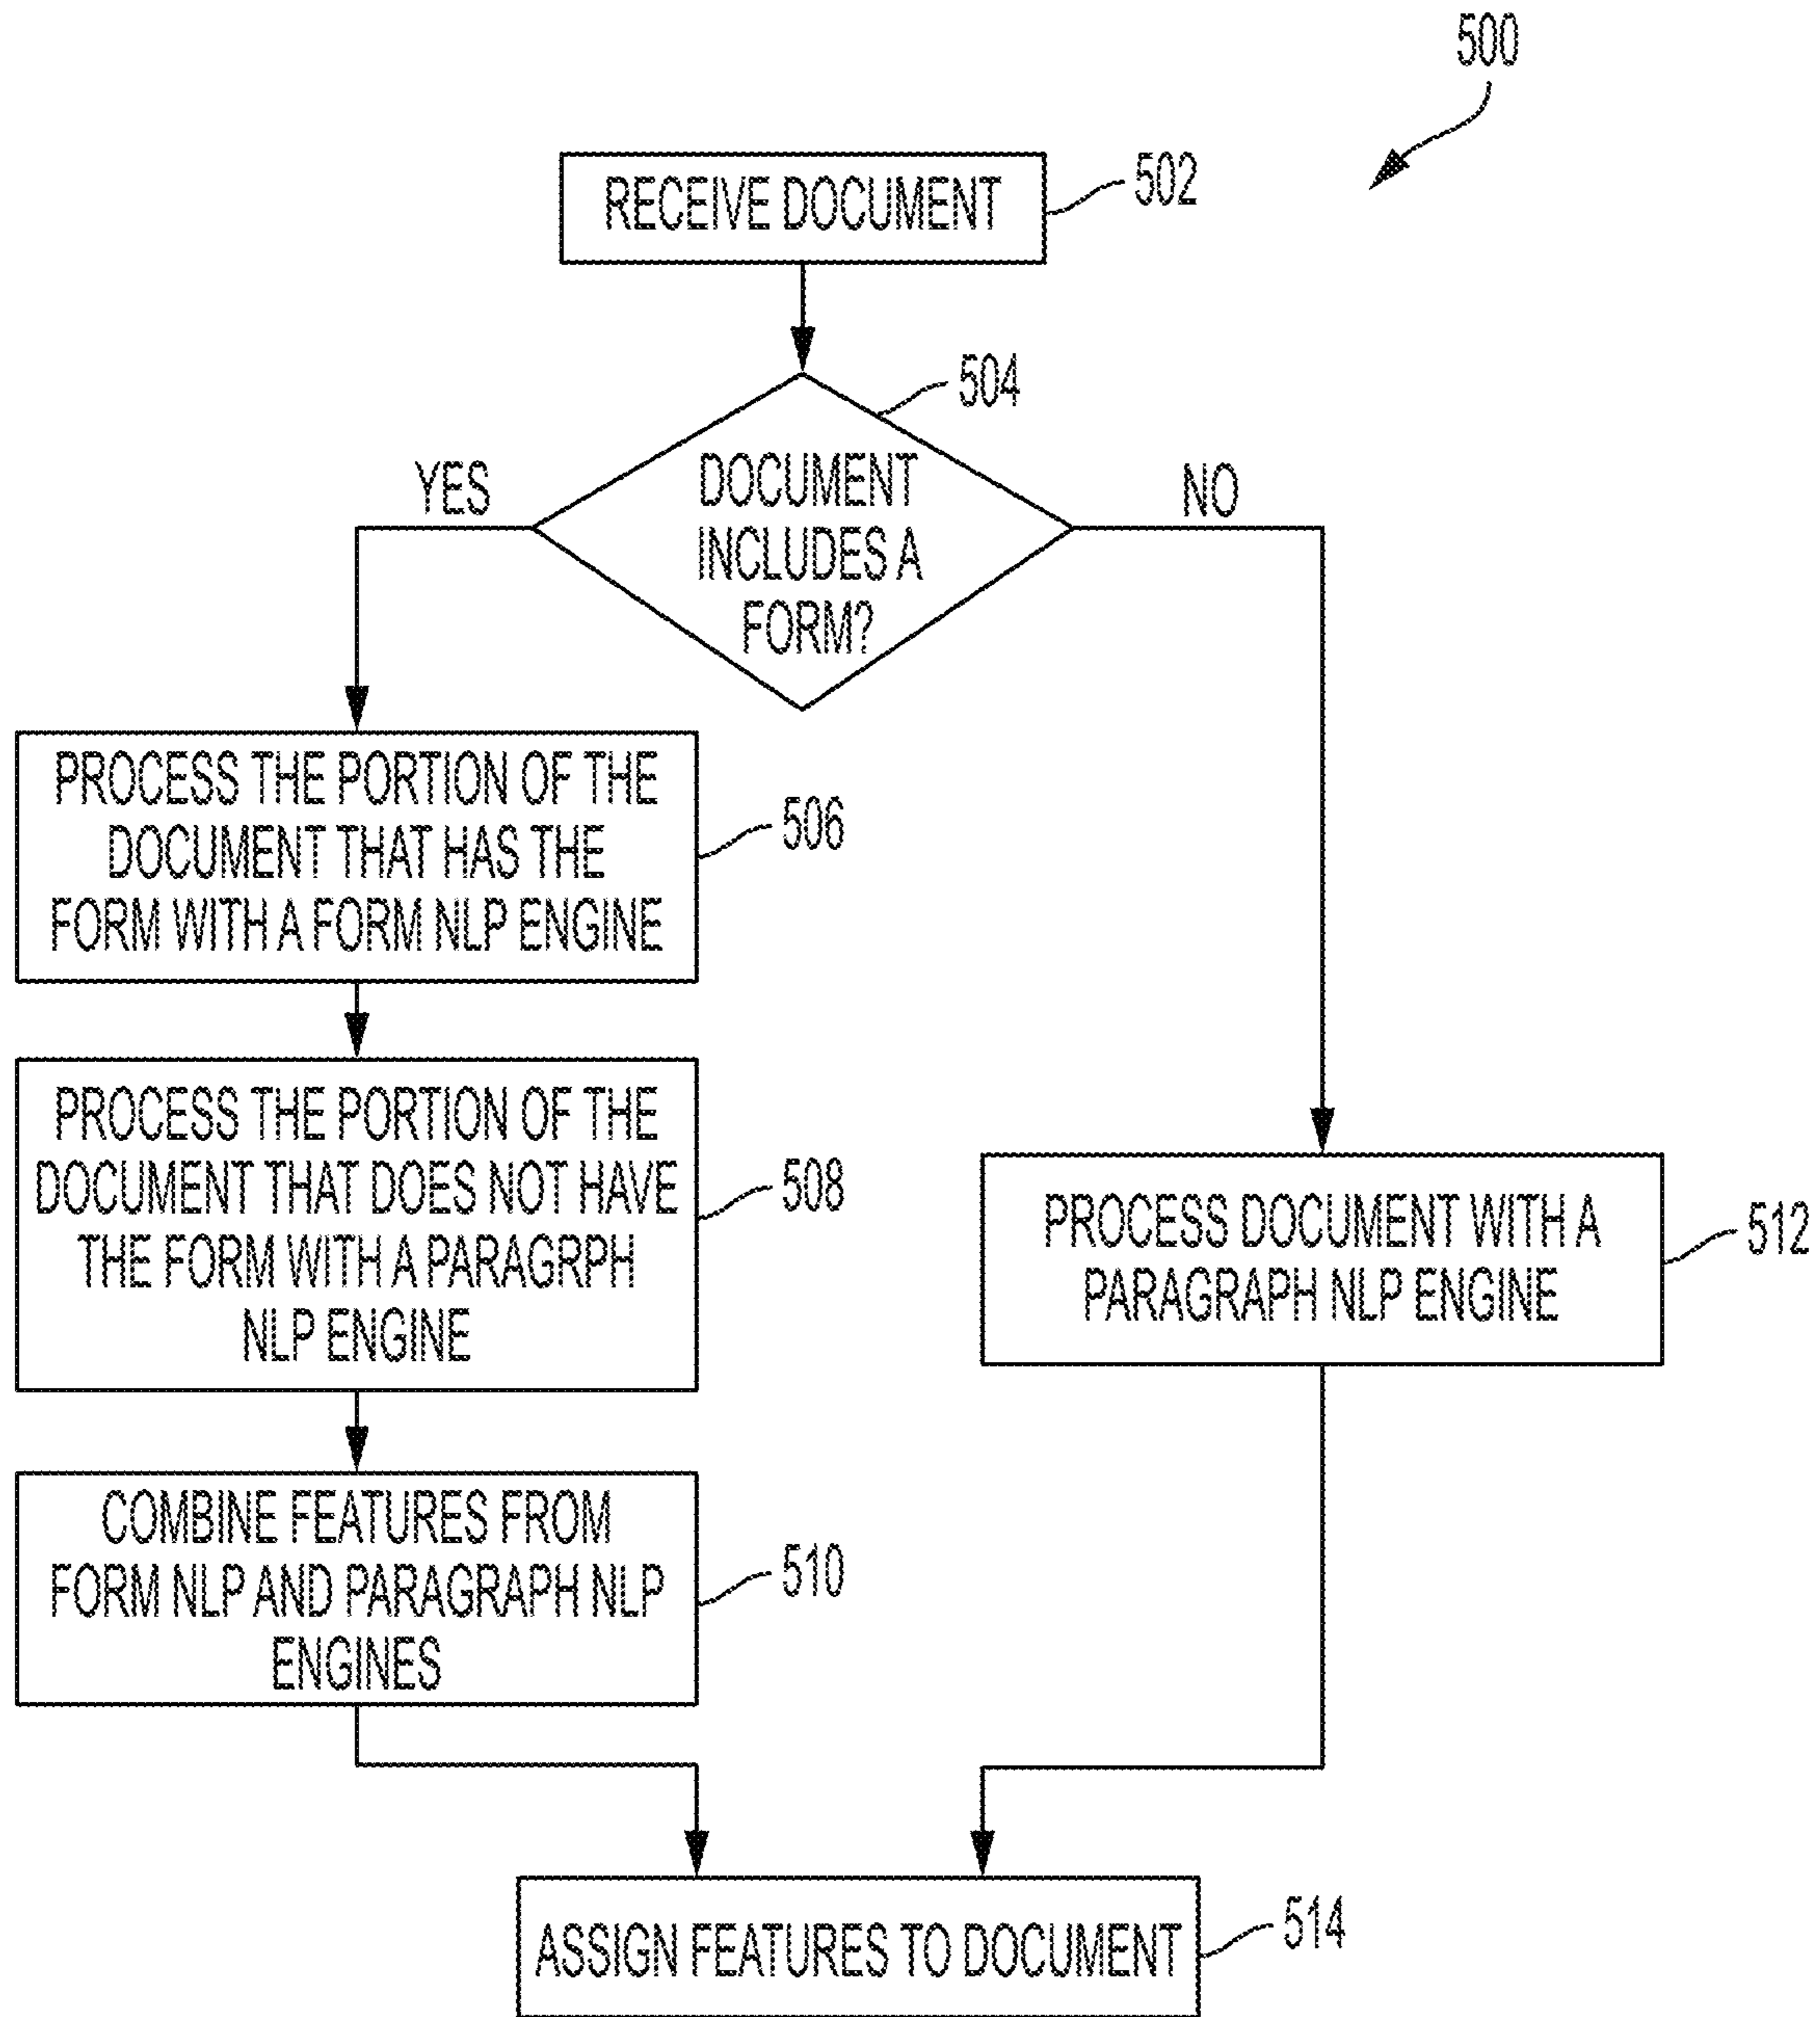 500
RECEIVE DOCUMENT
502
504
DOCUMENT
INCLUDES A
FORM?
YES
NO
PROCESS THE PORTION OF THE
DOCUMENT THAT HAS THE
FORM WITH A FORM NLP ENGINE
506
PROCESS THE PORTION OF THE
DOCUMENT THAT DOES NOT HAVE
THE FORM WITH A PARAGRPH
NLP ENGINE
508
PROCESS DOCUMENT WITH A
PARAGRAPH NLP ENGINE
512
COMBINE FEATURES FROM
FORM NLP AND PARAGRAPH NLP
ENGINES
510
ASSIGN FEATURES TO DOCUMENT
514